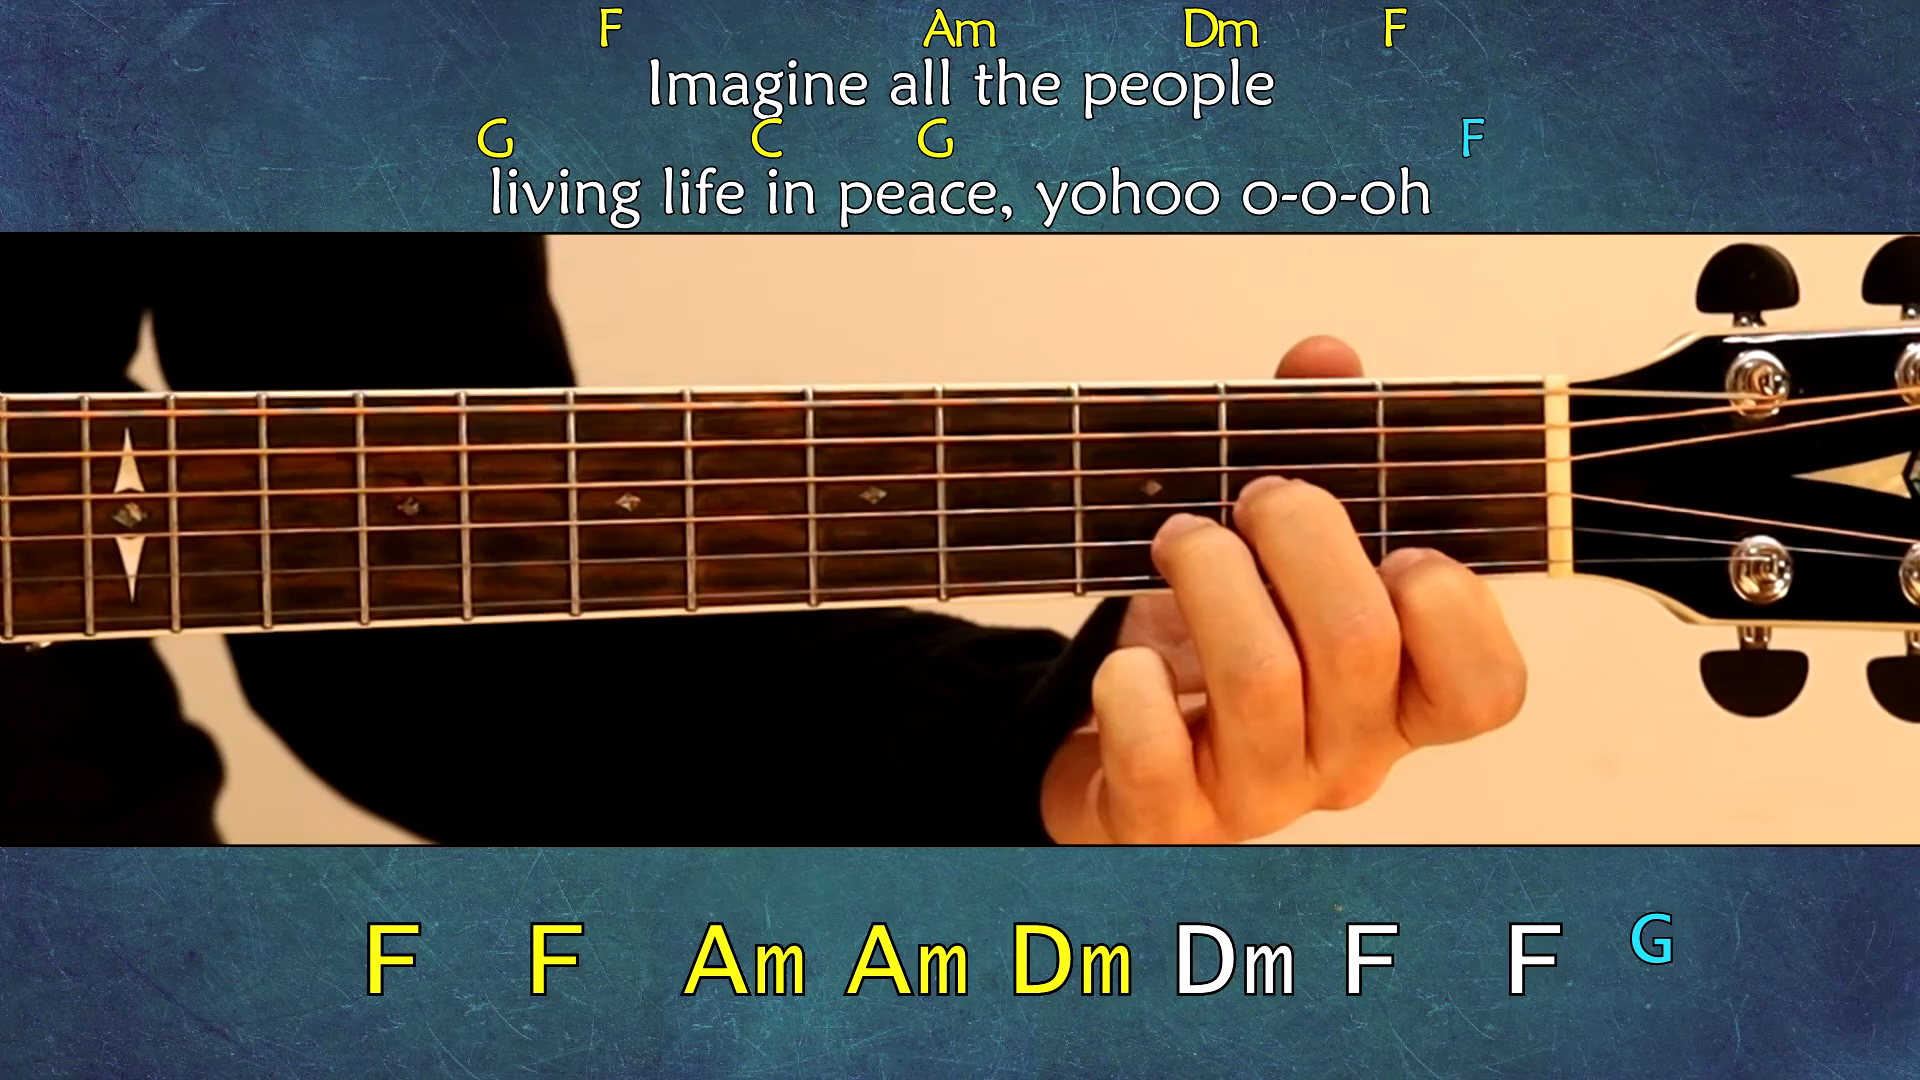 F Am Dm F
Imagine all the people
G C G F
living life in peace, yohoo o-o-oh
F F Am Am Dm Dm F F G